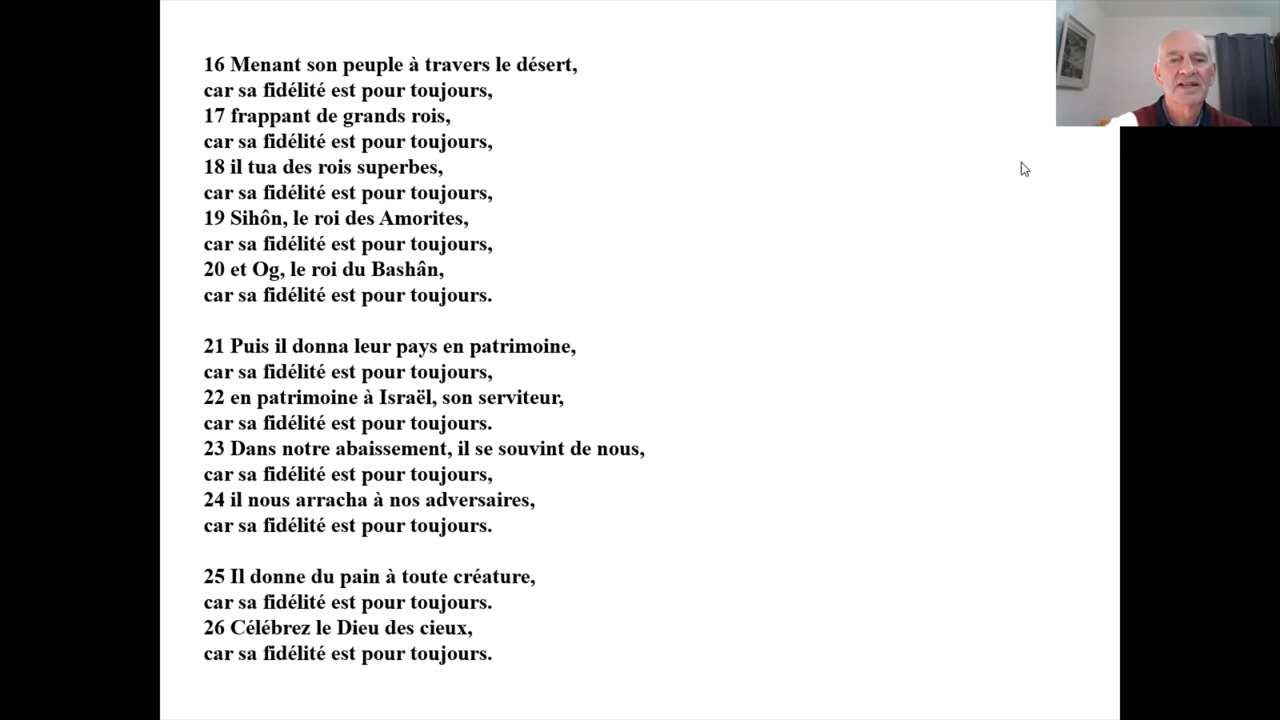 16 Menant son peuple à travers le désert,
car sa fidélité est pour toujours,
17 frappant de grands rois,
car sa fidélité est pour toujours,
18 il tua des rois superbes,
car sa fidélité est pour toujours,
19 Sihôn, le roi des Amorites,
car sa fidélité est pour toujours,
20 et Og, le roi du Bashân,
car sa fidélité est pour toujours.
21 Puis il donna leur pays en patrimoine,
car sa fidélité est pour toujours,
22 en patrimoine à Israël, son serviteur,
car sa fidélité est pour toujours.
23 Dans notre abaissement, il se souvint de nous,
car sa fidélité est pour toujours,
24 il nous arracha à nos adversaires,
car sa fidélité est pour toujours.
25 Il donne du pain à toute créature,
car sa fidélité est pour toujours.
26 Célébrez le Dieu des cieux,
car sa fidélité est pour toujours.